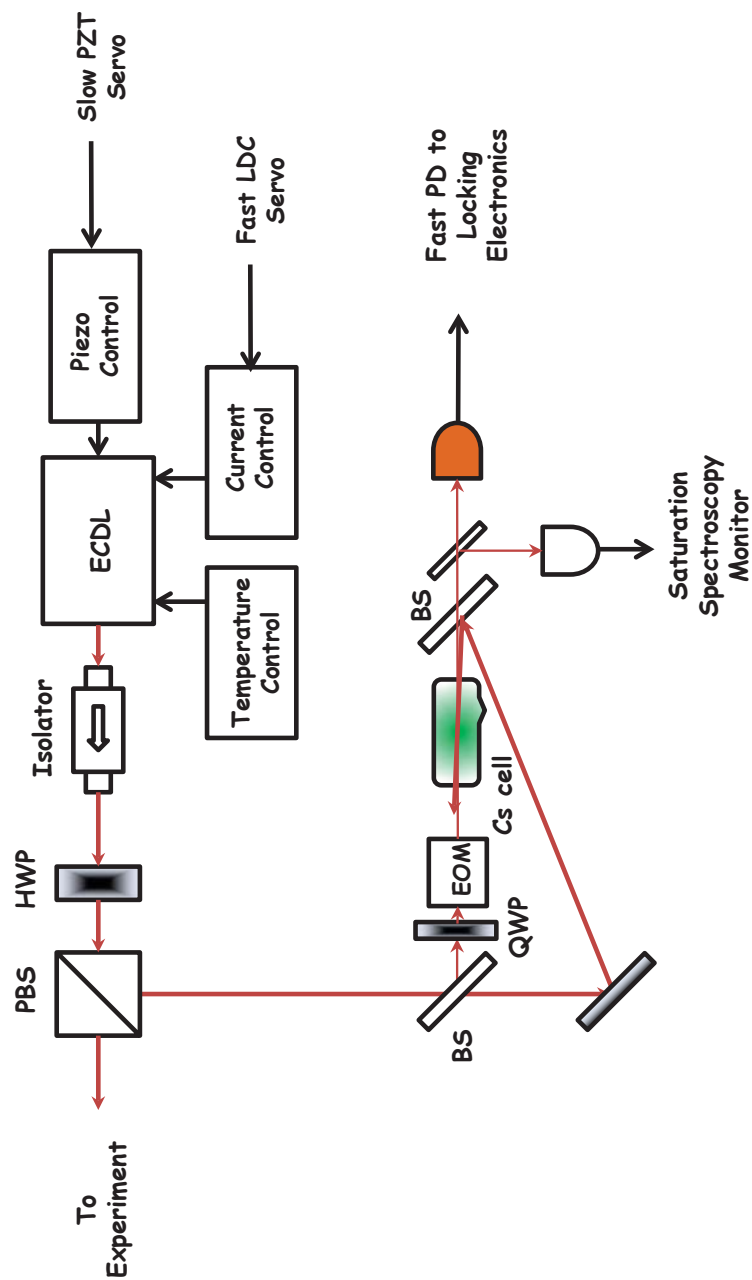 To
Experiment
PBS
HWP
Isolator
ECDL
Piezo
Control
Slow PZT
Servo
Temperature
Control
Current
Control
Fast LDC
Servo
BS
QWP
EOM
Cs cell
BS
Fast PD to
Locking
Electronics
Saturation
Spectroscopy
Monitor